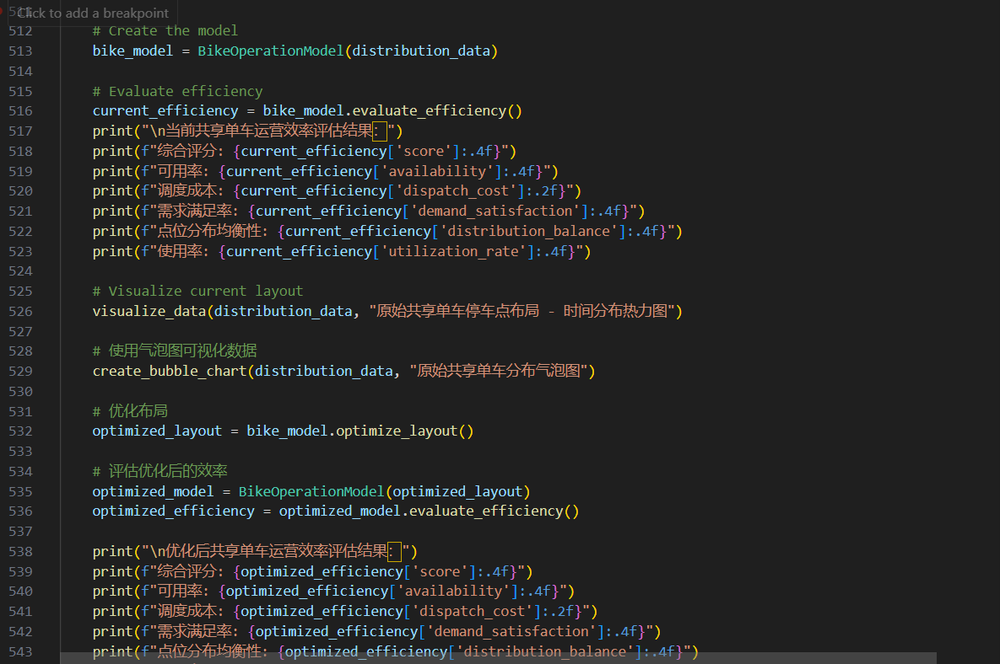 511 Click to add a breakpoint
512 # Create the model
513 bike_model = BikeOperationModel(distribution_data)
514
515 # Evaluate efficiency
516 current_efficiency = bike_model.evaluate_efficiency()
517 print("\n当前共享单车运营效率评估结果：")
518 print(f"综合评分: {current_efficiency['score']:.4f}")
519 print(f"可用率: {current_efficiency['availability']:.4f}")
520 print(f"调度成本: {current_efficiency['dispatch_cost']:.2f}")
521 print(f"需求满足率: {current_efficiency['demand_satisfaction']:.4f}")
522 print(f"点位分布均衡性: {current_efficiency['distribution_balance']:.4f}")
523 print(f"使用率: {current_efficiency['utilization_rate']:.4f}")
524
525 # Visualize current layout
526 visualize_data(distribution_data, "原始共享单车停车点布局 - 时间分布热力图")
527
528 # 使用气泡图可视化数据
529 create_bubble_chart(distribution_data, "原始共享单车分布气泡图")
530
531 # 优化布局
532 optimized_layout = bike_model.optimize_layout()
533
534 # 评估优化后的效率
535 optimized_model = BikeOperationModel(optimized_layout)
536 optimized_efficiency = optimized_model.evaluate_efficiency()
537
538 print("\n优化后共享单车运营效率评估结果：")
539 print(f"综合评分: {optimized_efficiency['score']:.4f}")
540 print(f"可用率: {optimized_efficiency['availability']:.4f}")
541 print(f"调度成本: {optimized_efficiency['dispatch_cost']:.2f}")
542 print(f"需求满足率: {optimized_efficiency['demand_satisfaction']:.4f}")
543 print(f"点位分布均衡性: {optimized_efficiency['distribution_balance']:.4f}")